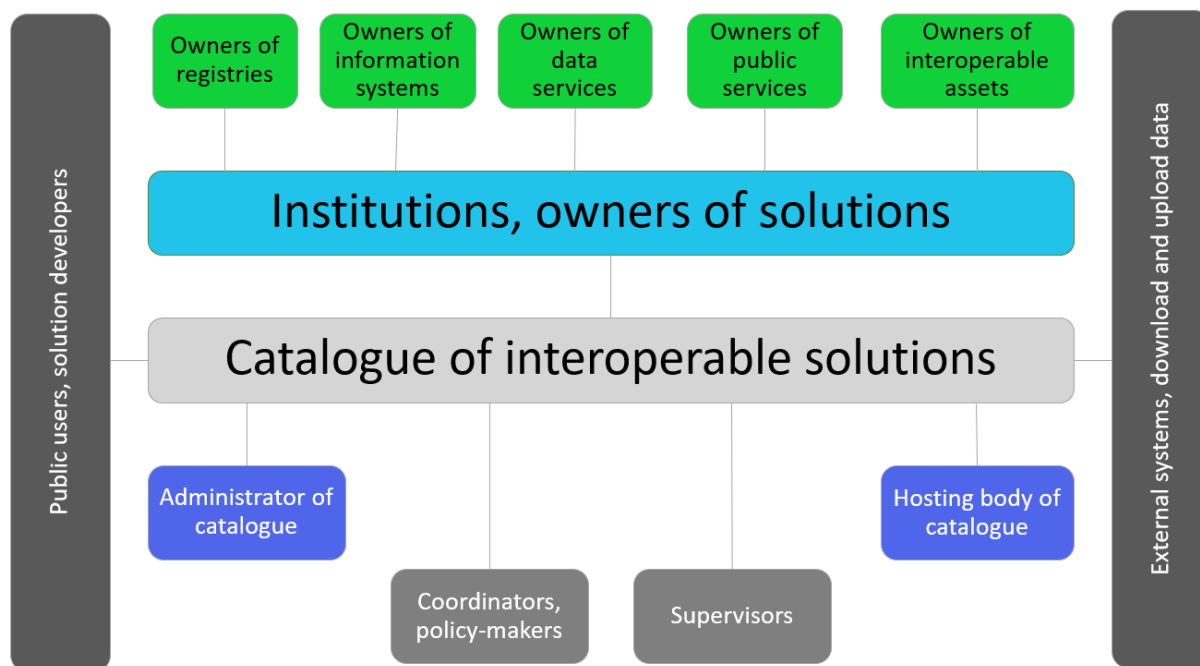 Public users, solution developers
Owners of
registries
Owners of
information
systems
Owners of
data
services
Owners of
public
services
Owners of
interoperable
assets
Institutions, owners of solutions
Catalogue of interoperable solutions
Administrator of
catalogue
Hosting body of
catalogue
Coordinators,
policy-makers
Supervisors
External systems, download and upload data